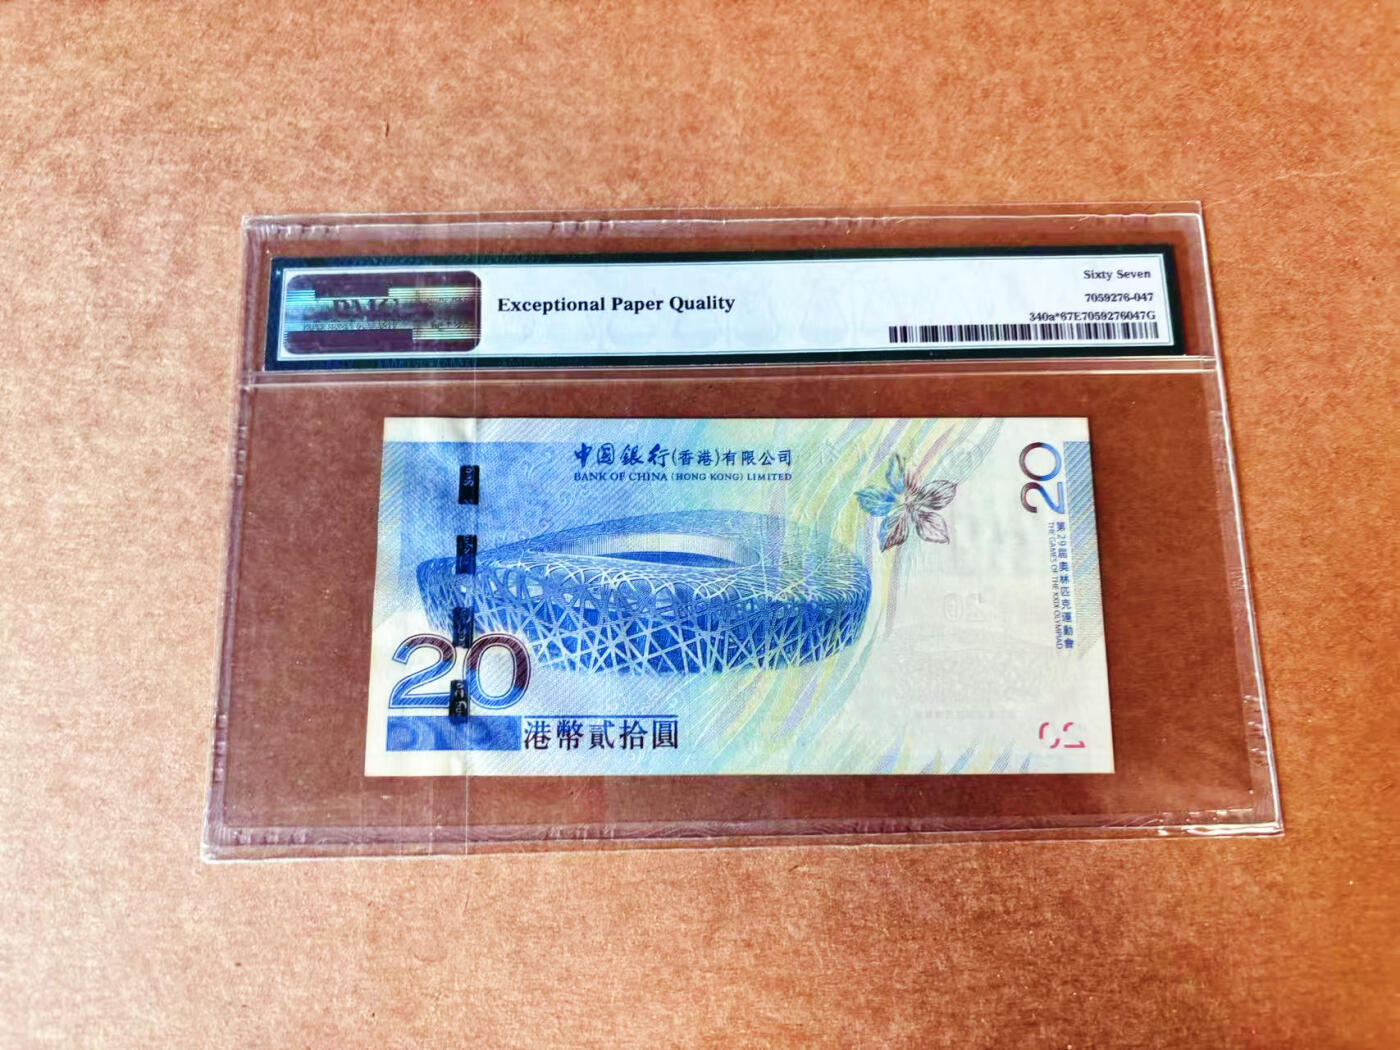 PMG
Exceptional Paper Quality
Sixty Seven
7059276-047
340a*67E7059276047G
中国銀行(香港)有限公司
BANK OF CHINA (HONG KONG) LIMITED
20
第29屆奧林匹克運動會
THE GAMES OF THE XXIX OLYMPIAD
20
港幣貳拾圓